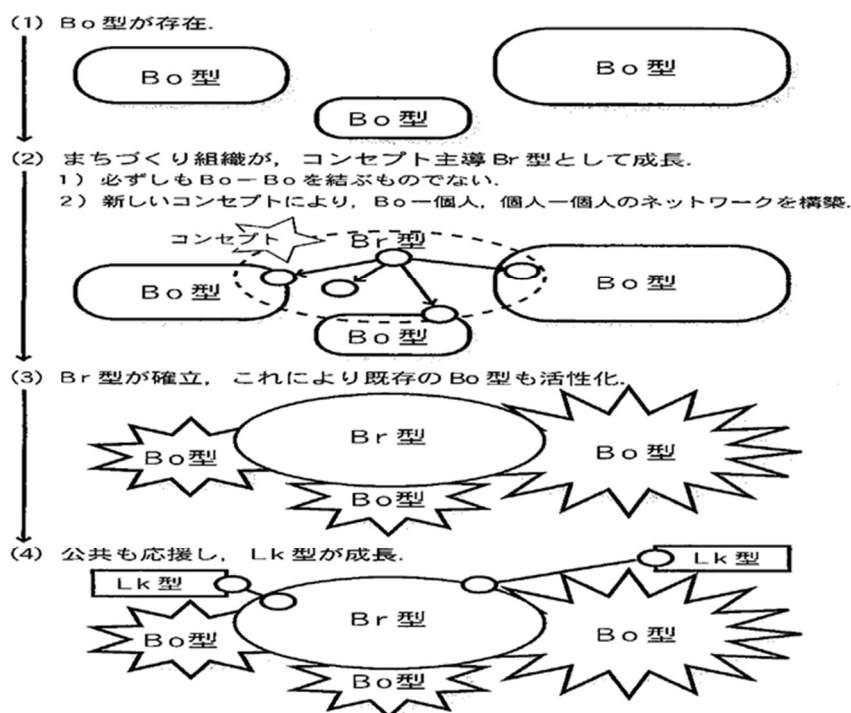 (1) Bo型が存在.
Bo型
Bo型
Bo型
(2) まちづくり組織が, コンセプト主導Br型として成長.
1) 必ずしもBo－Boを結ぶものでない.
2) 新しいコンセプトにより, Bo－個人, 個人－個人のネットワークを構築.
コンセプト
Br型
Bo型
Bo型
Bo型
(3) Br型が確立, これにより既存のBo型も活性化.
Br型
Bo型
Bo型
Bo型
(4) 公共も応援し, Lk型が成長.
Lk型
Lk型
Br型
Bo型
Bo型
Bo型